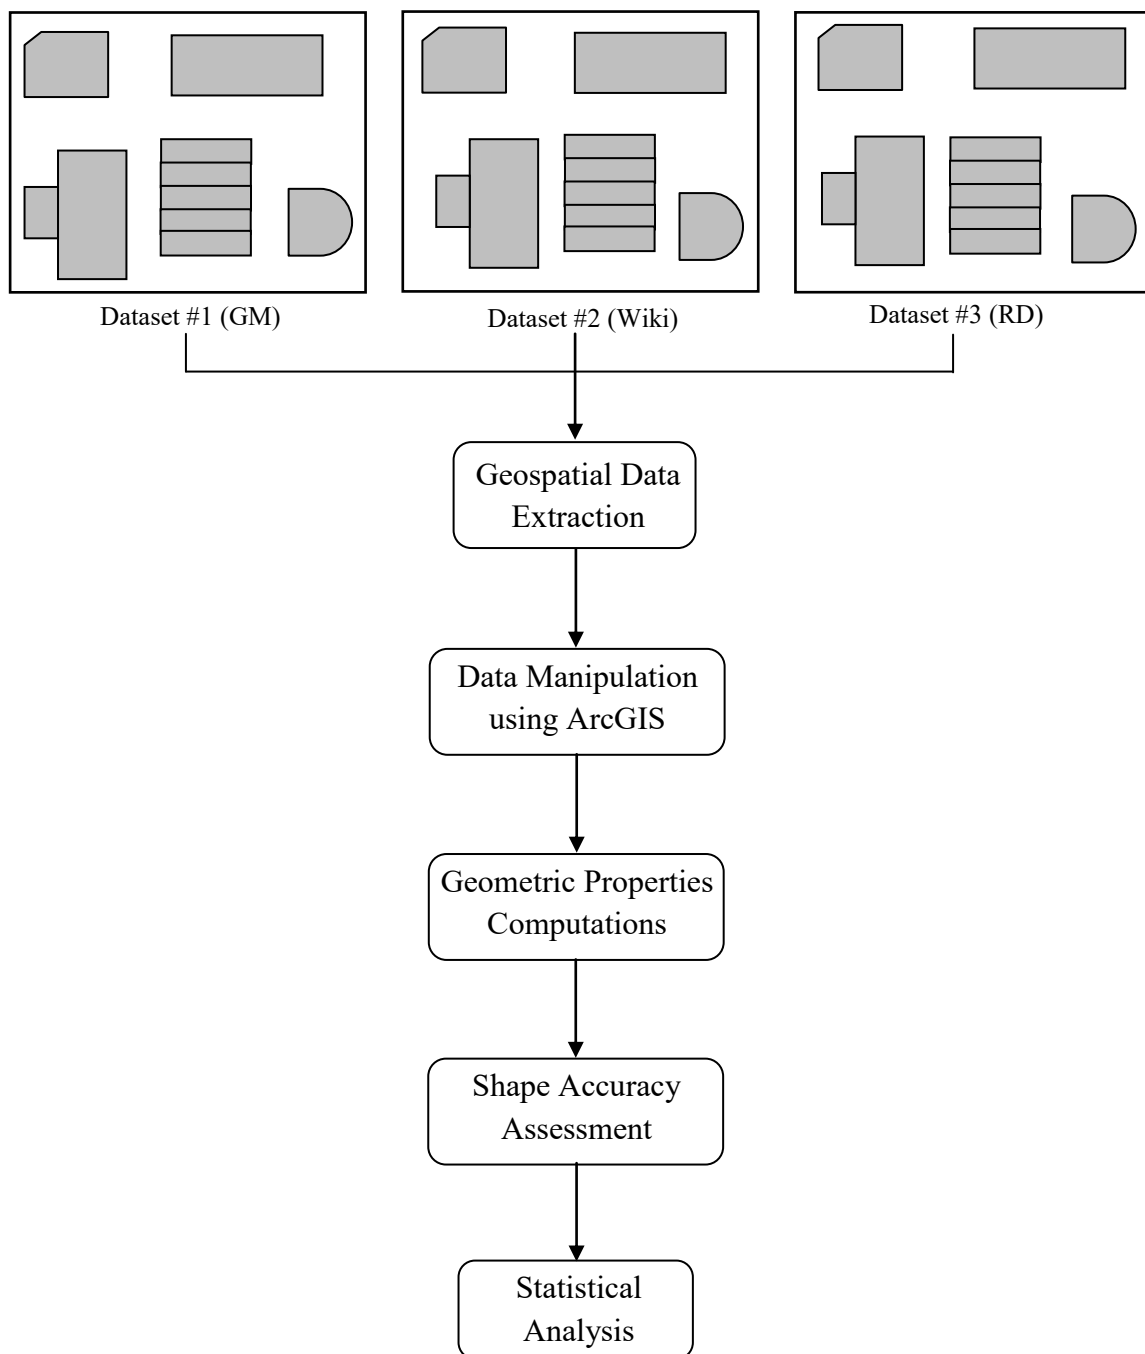 Dataset #1 (GM)
Dataset #2 (Wiki)
Dataset #3 (RD)
Geospatial Data
Extraction
Data Manipulation
using ArcGIS
Geometric Properties
Computations
Shape Accuracy
Assessment
Statistical
Analysis